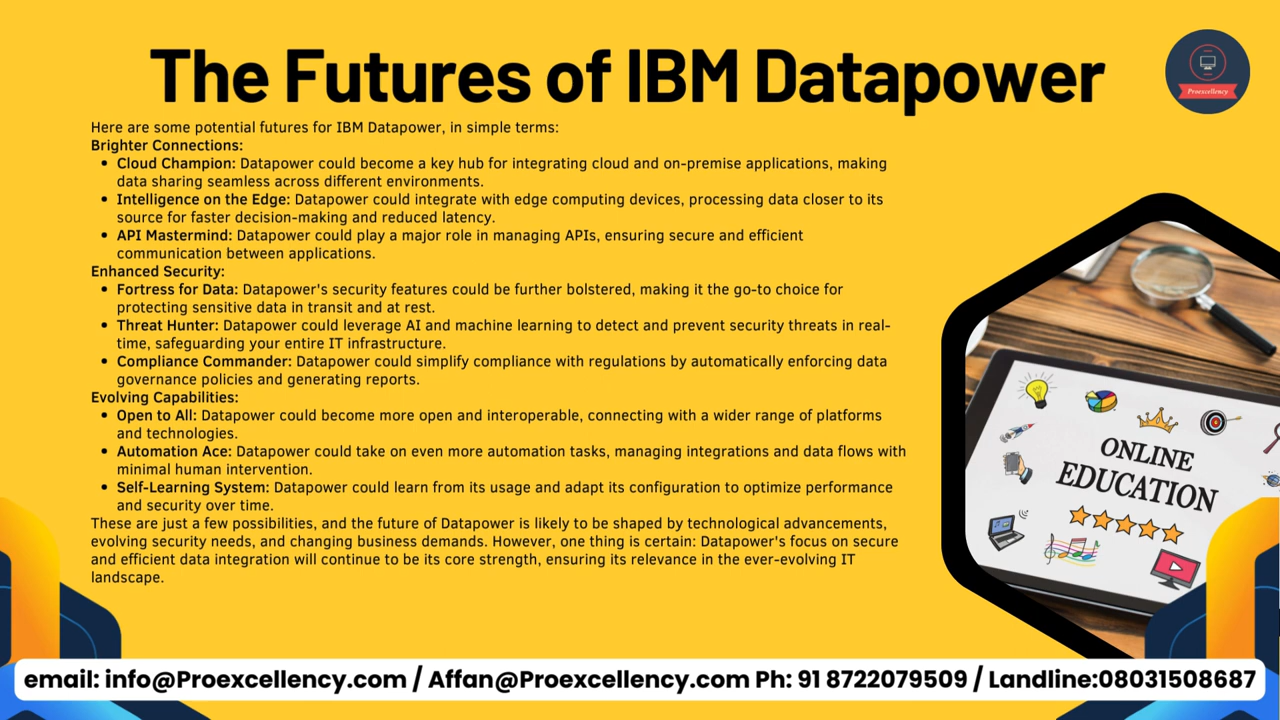 The Futures of IBM Datapower
Proexcellency
Here are some potential futures for IBM Datapower, in simple terms:
Brighter Connections:
• Cloud Champion: Datapower could become a key hub for integrating cloud and on-premise applications, making
data sharing seamless across different environments.
• Intelligence on the Edge: Datapower could integrate with edge computing devices, processing data closer to its
source for faster decision-making and reduced latency.
• API Mastermind: Datapower could play a major role in managing APIs, ensuring secure and efficient
communication between applications.
Enhanced Security:
• Fortress for Data: Datapower's security features could be further bolstered, making it the go-to choice for
protecting sensitive data in transit and at rest.
• Threat Hunter: Datapower could leverage AI and machine learning to detect and prevent security threats in real-
time, safeguarding your entire IT infrastructure.
• Compliance Commander: Datapower could simplify compliance with regulations by automatically enforcing data
governance policies and generating reports.
Evolving Capabilities:
• Open to All: Datapower could become more open and interoperable, connecting with a wider range of platforms
and technologies.
• Automation Ace: Datapower could take on even more automation tasks, managing integrations and data flows with
minimal human intervention.
• Self-Learning System: Datapower could learn from its usage and adapt its configuration to optimize performance
and security over time.
These are just a few possibilities, and the future of Datapower is likely to be shaped by technological advancements,
evolving security needs, and changing business demands. However, one thing is certain: Datapower's focus on secure
and efficient data integration will continue to be its core strength, ensuring its relevance in the ever-evolving IT
landscape.
ONLINE
EDUCATION
email: info@Proexcellency.com / Affan@Proexcellency.com Ph: 91 8722079509 / Landline:08031508687